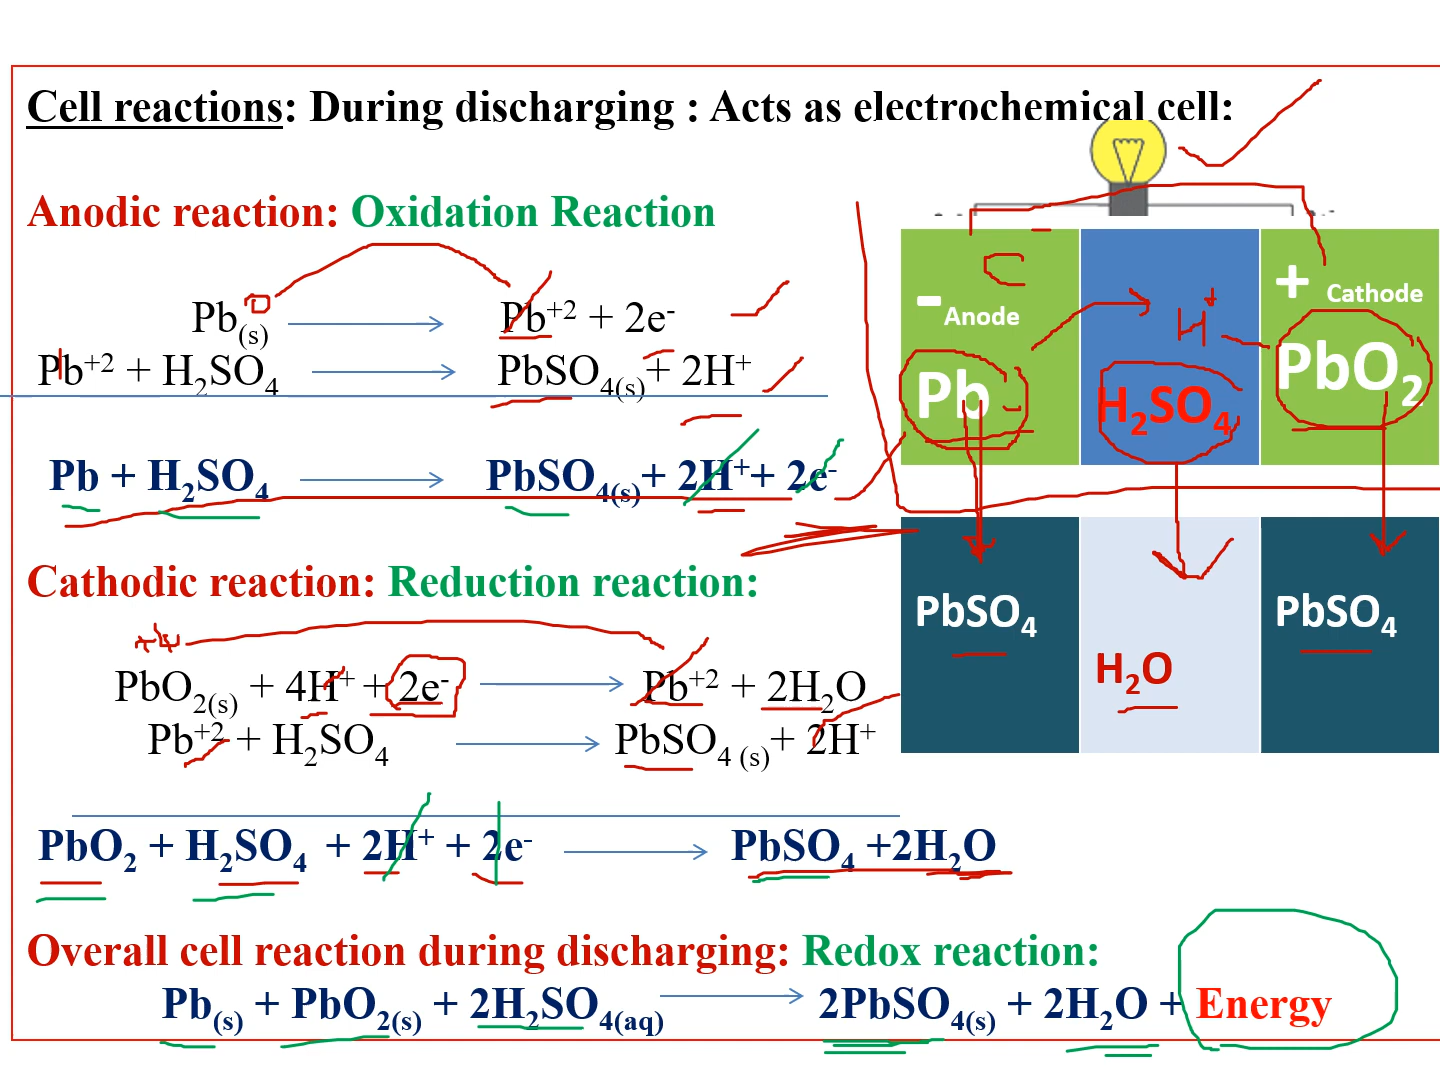 Cell reactions: During discharging : Acts as electrochemical cell:
Anodic reaction: Oxidation Reaction
Pb(s) → Pb+2 + 2e-
Pb+2 + H2SO4 → PbSO4(s)+ 2H+
Pb + H2SO4 → PbSO4(s)+ 2H++ 2e-
Cathodic reaction: Reduction reaction:
PbO2(s) + 4H+ + 2e- → Pb+2 + 2H2O
Pb+2 + H2SO4 → PbSO4 (s)+ 2H+
PbO2 + H2SO4 + 2H+ + 2e- → PbSO4 +2H2O
Overall cell reaction during discharging: Redox reaction:
Pb(s) + PbO2(s) + 2H2SO4(aq) → 2PbSO4(s) + 2H2O + Energy
- Anode
Pb
H+
H2SO4
+ Cathode
PbO2
PbSO4
H2O
PbSO4